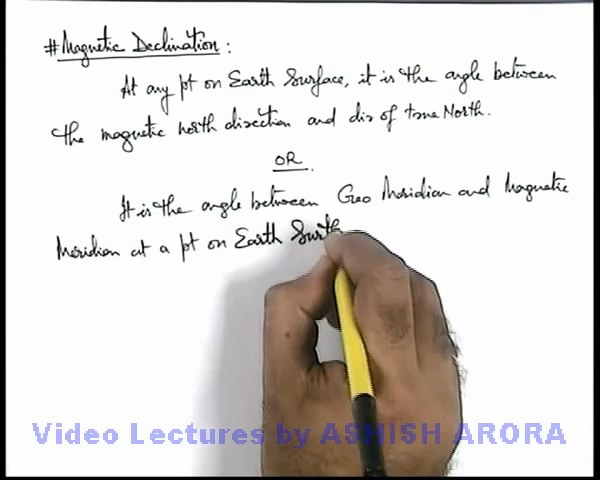 # Magnetic Declination :
At any pt on Earth Surface, it is the angle between
the magnetic north direction and dir of true North.
OR
It is the angle between Geo Meridian and Magnetic
Meridian at a pt on Earth
Video Lectures by ASHISH ARORA